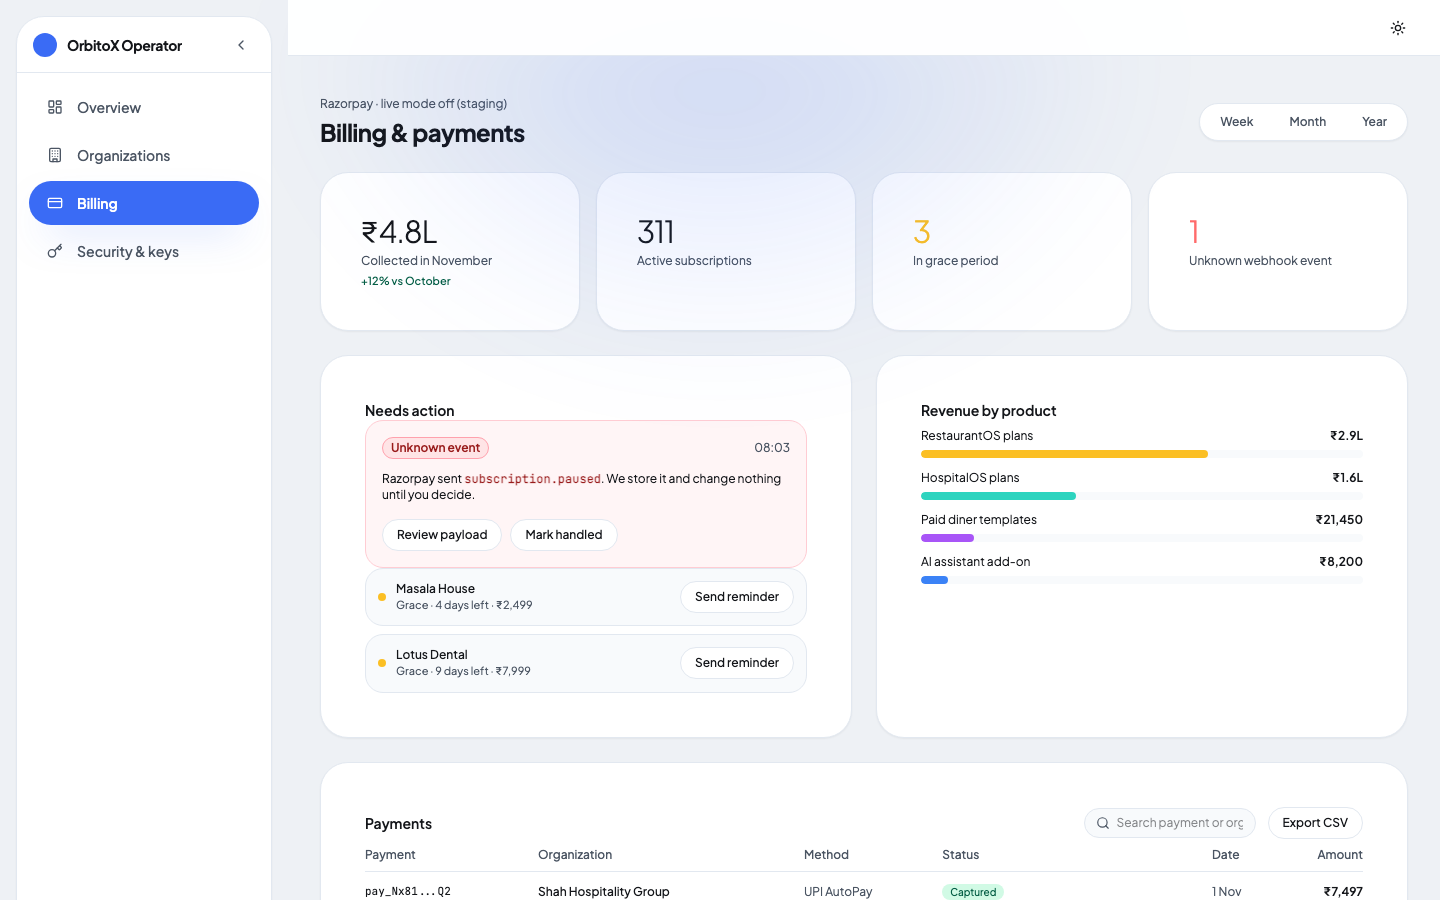 OrbitoX Operator
Overview
Organizations
Billing
Security & keys
Razorpay · live mode off (staging)
Billing & payments
Week Month Year
₹4.8L
Collected in November
+12% vs October
311
Active subscriptions
3
In grace period
1
Unknown webhook event
Needs action
Unknown event 08:03
Razorpay sent subscription.paused. We store it and change nothing
until you decide.
Review payload Mark handled
Masala House
Grace · 4 days left · ₹2,499
Send reminder
Lotus Dental
Grace · 9 days left · ₹7,999
Send reminder
Revenue by product
RestaurantOS plans ₹2.9L
HospitalOS plans ₹1.6L
Paid diner templates ₹21,450
AI assistant add-on ₹8,200
Payments
Search payment or org
Export CSV
Payment Organization Method Status Date Amount
pay_Nx81...Q2 Shah Hospitality Group UPI AutoPay Captured 1 Nov ₹7,497